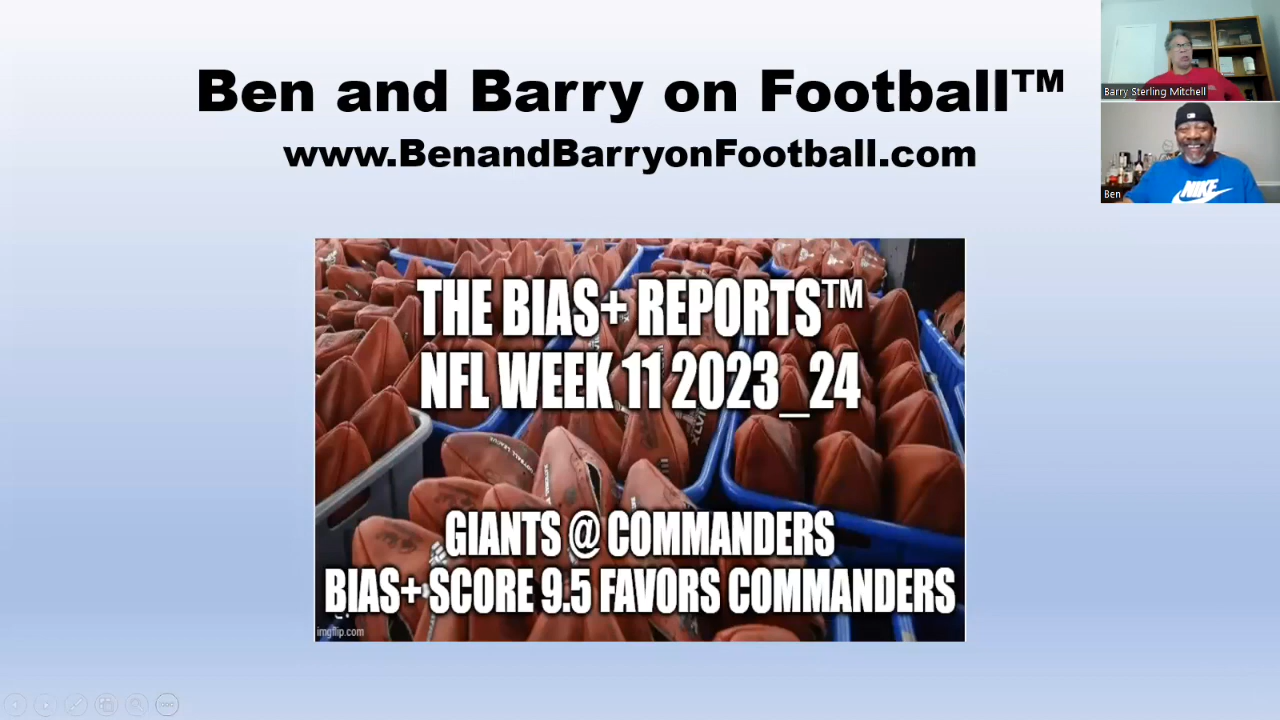 Ben and Barry on Football™
www.BenandBarryonFootball.com
Barry Sterling Mitchell
NIKE
Ben
THE BIAS+ REPORTS™
NFL WEEK 11 2023_24
GIANTS @ COMMANDERS
BIAS+ SCORE 9.5 FAVORS COMMANDERS
imgflip.com